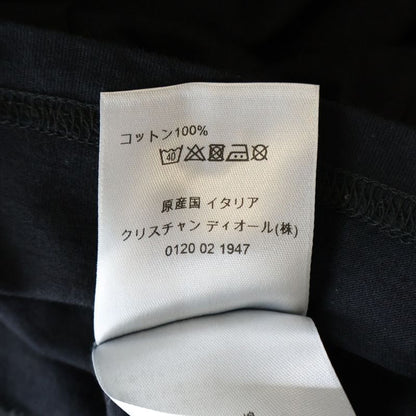 コットン100%
40
原産国 イタリア
クリスチャン ディオール(株)
0120 02 1947